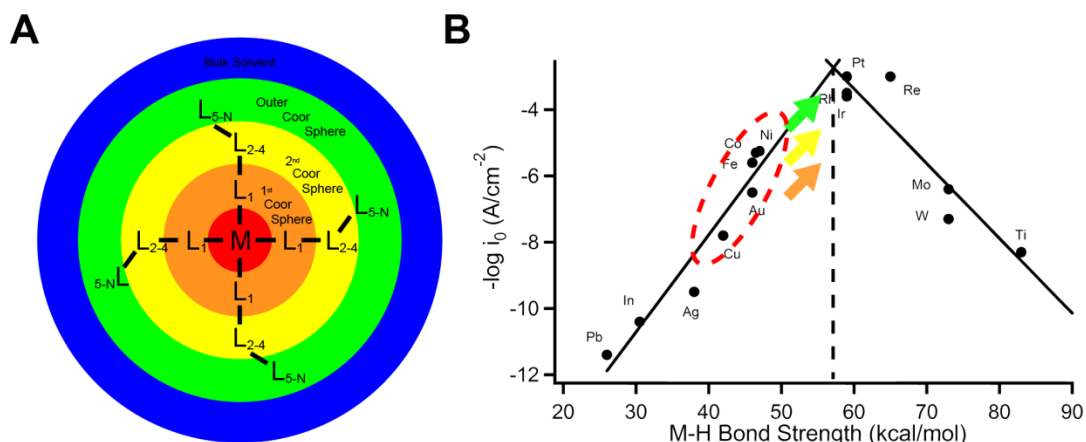 A
Bulk Solvent
Outer
Coor
Sphere
2nd
Coor
Sphere
1st
Coor
Sphere
L5-N
L2-4
L1
L5-N
L2-4
L1
M
L1
L2-4
L5-N
L1
L2-4
L5-N
B
-log i0 (A/cm-2)
-4
-6
-8
-10
-12
Pt
Re
Rh
Ir
Ni
Co
Fe
Au
Cu
Mo
W
Ti
In
Ag
Pb
20
30
40
50
60
70
80
90
M-H Bond Strength (kcal/mol)